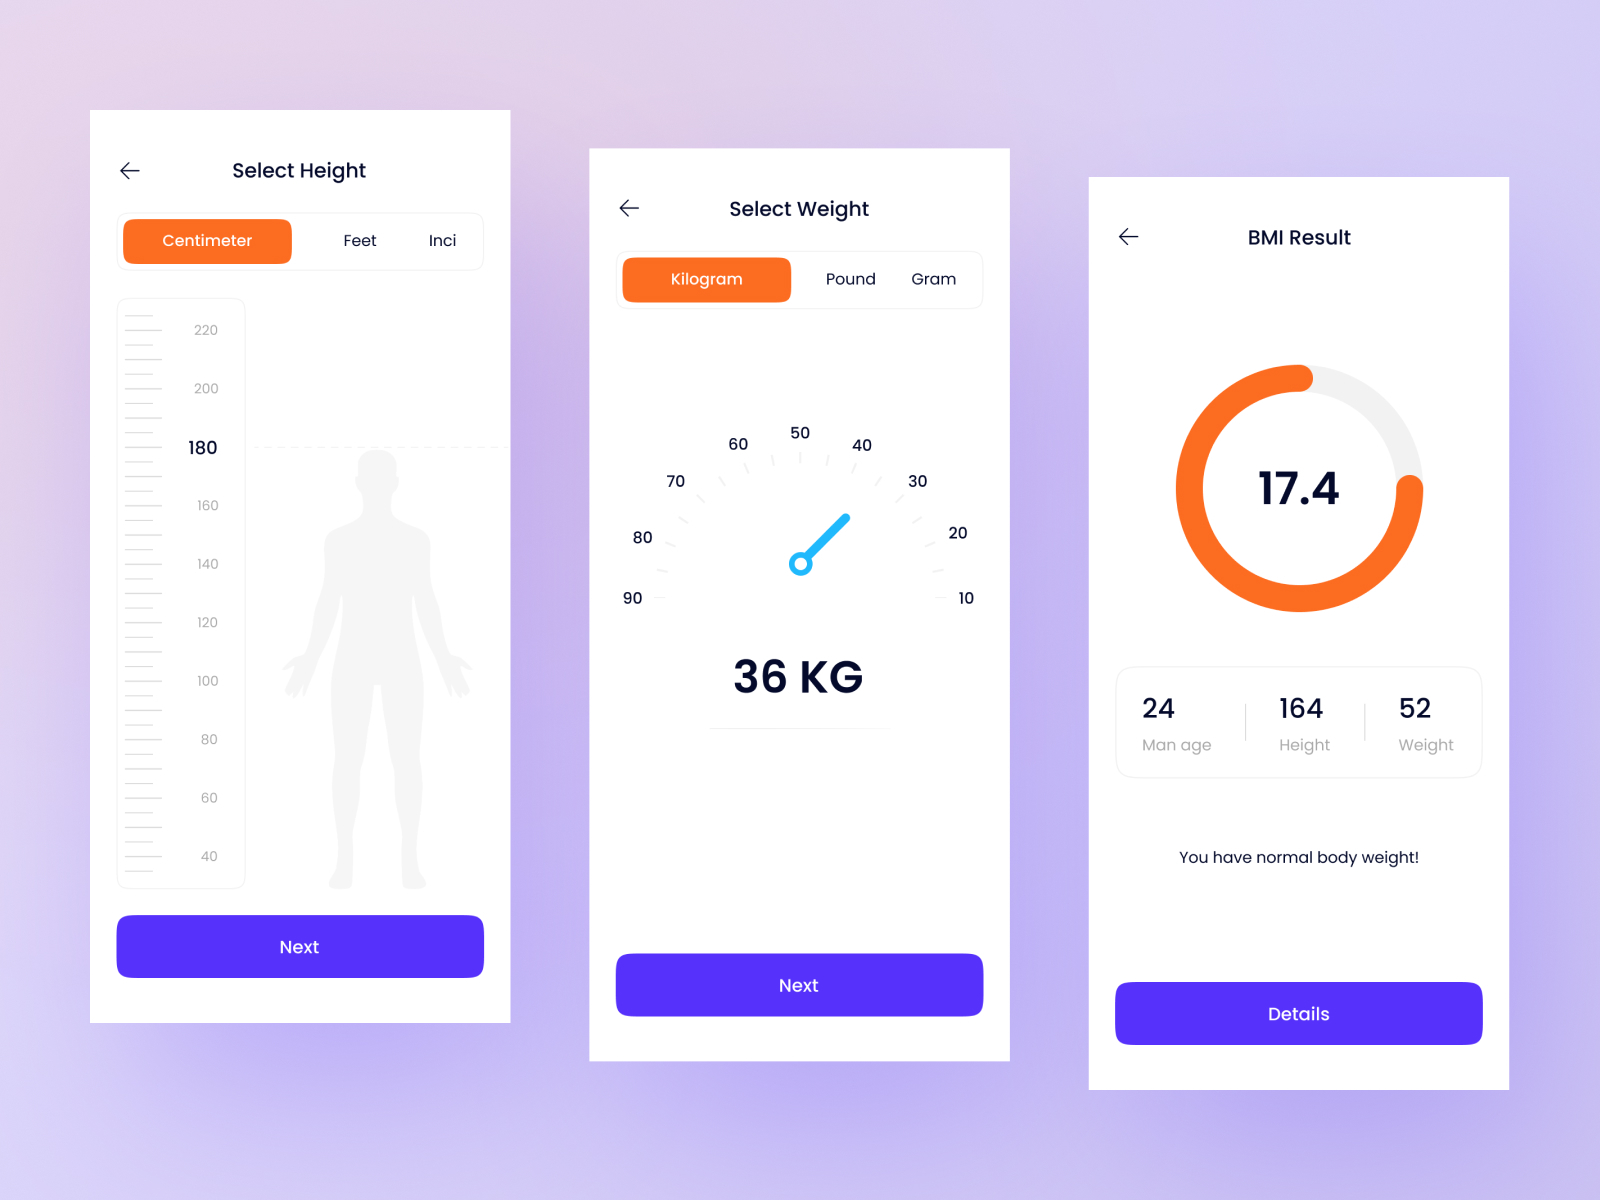 Select Height
Centimeter Feet Inci
220
200
180
160
140
120
100
80
60
40
Next
Select Weight
Kilogram Pound Gram
50
60 40
70 30
80 20
90 10
36 KG
Next
BMI Result
17.4
24 164 52
Man age Height Weight
You have normal body weight!
Details